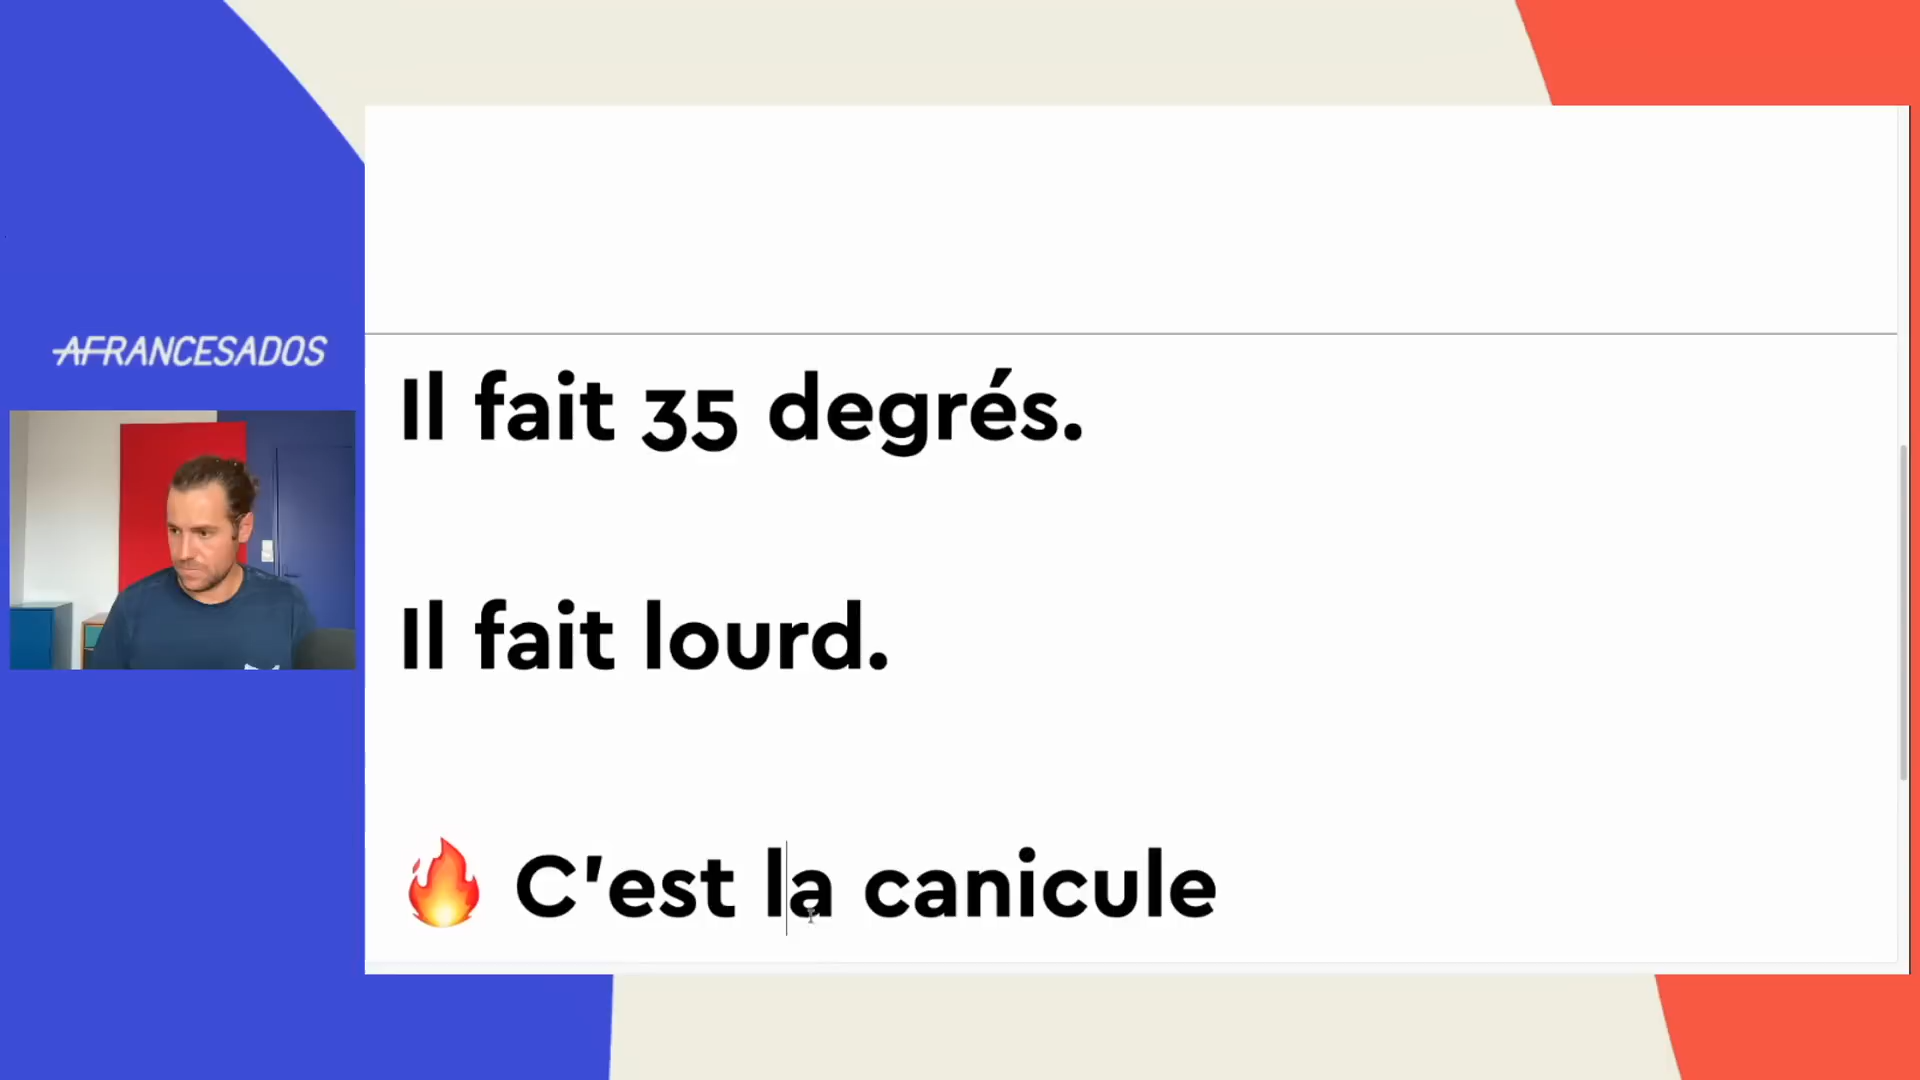 AFRANCESADOS
Il fait 35 degrés.
Il fait lourd.
🔥 C'est la canicule